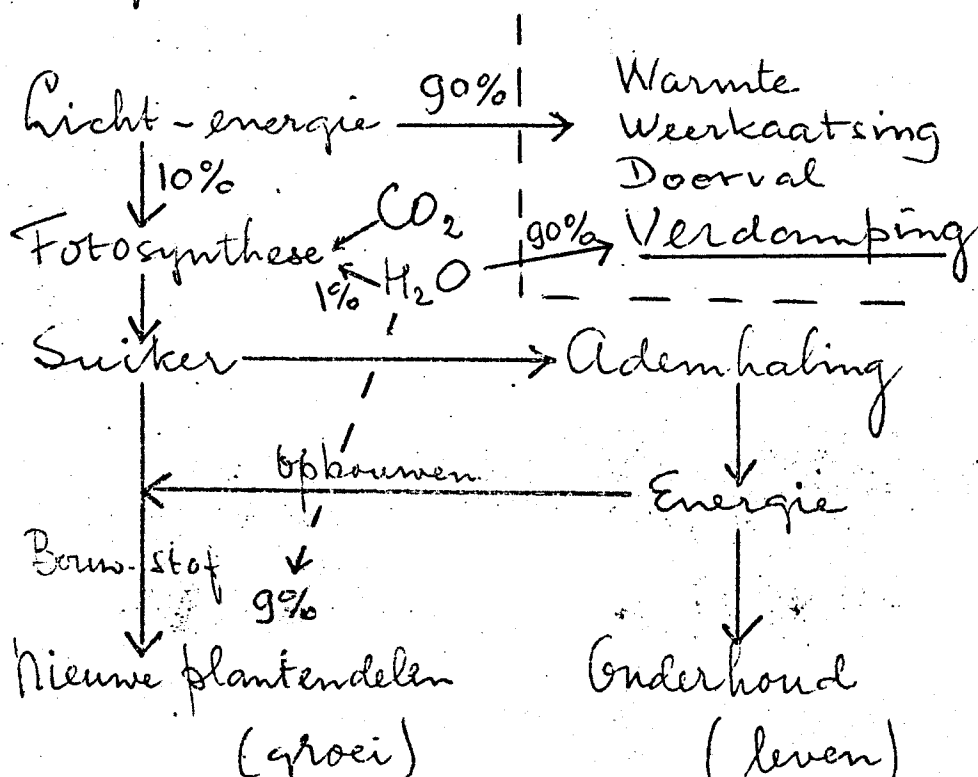 Licht-energie
90%
Warmte
Weerkaatsing
Doorval
Verdamping
10%
Fotosynthese
CO₂
H₂O
1%
90%
Suiker
Ademhaling
Opbouwen
Energie
Bouw-stof
9%
Nieuwe plantendelen
(groei)
Onderhoud
(leven)